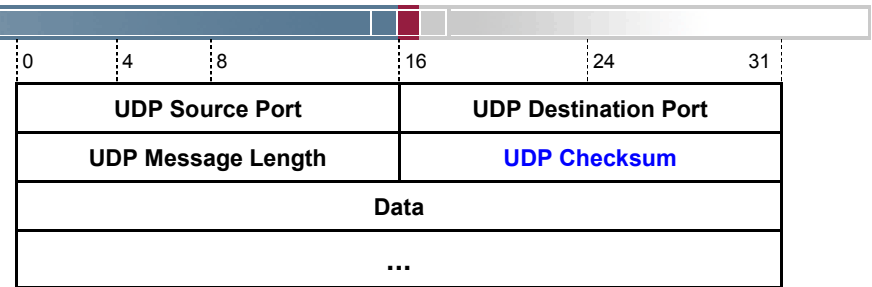 0 4 8 16 24 31
UDP Source Port UDP Destination Port
UDP Message Length UDP Checksum
Data
...